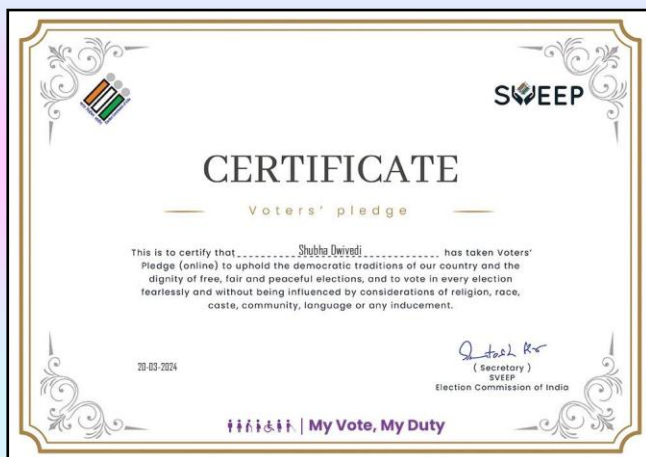 SVEEP
CERTIFICATE
Voters' pledge
This is to certify that Shubha Dwivedi has taken Voters'
Pledge (online) to uphold the democratic traditions of our country and the
dignity of free, fair and peaceful elections, and to vote in every election
fearlessly and without being influenced by considerations of religion, race,
caste, community, language or any inducement.
20-03-2024
( Secretary )
SVEEP
Election Commission of India
My Vote, My Duty